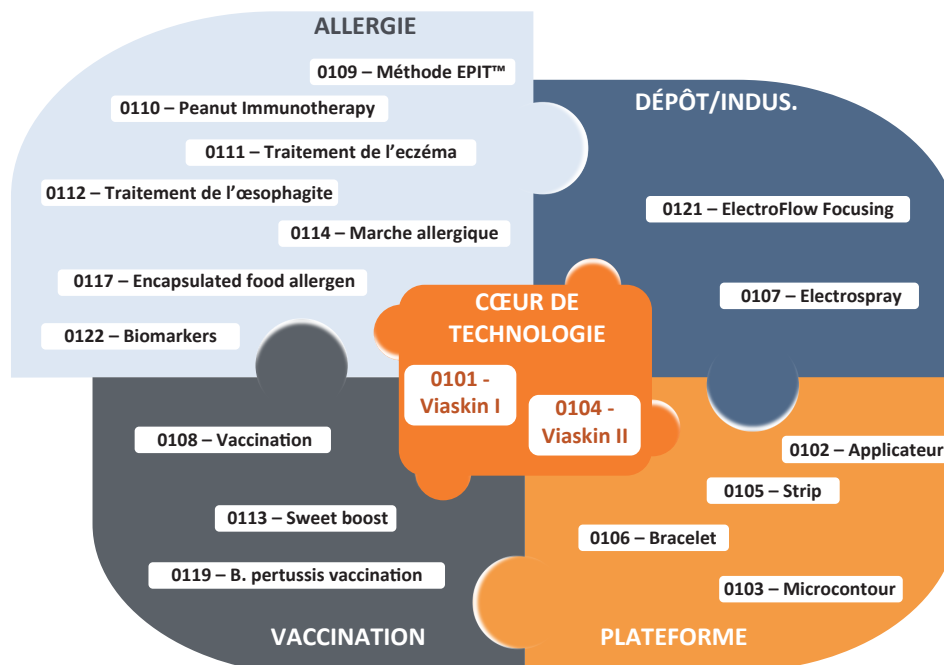 ALLERGIE
0109 – Méthode EPIT™
0110 – Peanut Immunotherapy
0111 – Traitement de l’eczéma
0112 – Traitement de l’œsophagite
0114 – Marche allergique
0117 – Encapsulated food allergen
0122 – Biomarkers
DÉPÔT/INDUS.
0121 – ElectroFlow Focusing
0107 – Electrospray
CŒUR DE
TECHNOLOGIE
0101 -
Viaskin I
0104 -
Viaskin II
0108 – Vaccination
0113 – Sweet boost
0119 – B. pertussis vaccination
VACCINATION
0102 – Applicateur
0105 – Strip
0106 – Bracelet
0103 – Microcontour
PLATEFORME